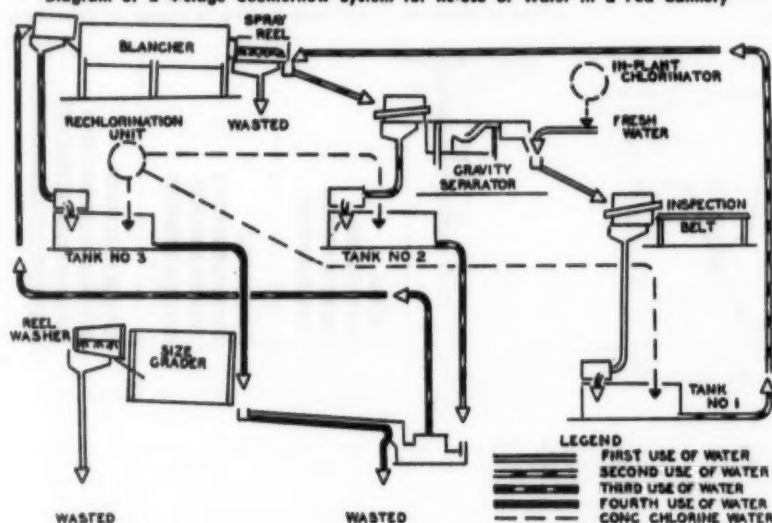 Diagram of a 4-stage Counterflow System for Re-Use of Water in a Pea Cannery
SPRAY
REEL
BLANCHER
IN-PLANT
CHLORINATOR
WASTED
RECHLORINATION
UNIT
FRESH
WATER
GRAVITY
SEPARATOR
INSPECTION
BELT
TANK NO 3
TANK NO 2
REEL
WASHER
SIZE
GRADER
TANK NO 1
LEGEND
FIRST USE OF WATER
SECOND USE OF WATER
THIRD USE OF WATER
FOURTH USE OF WATER
CONC CHLORINE WATER
WASTED
WASTED